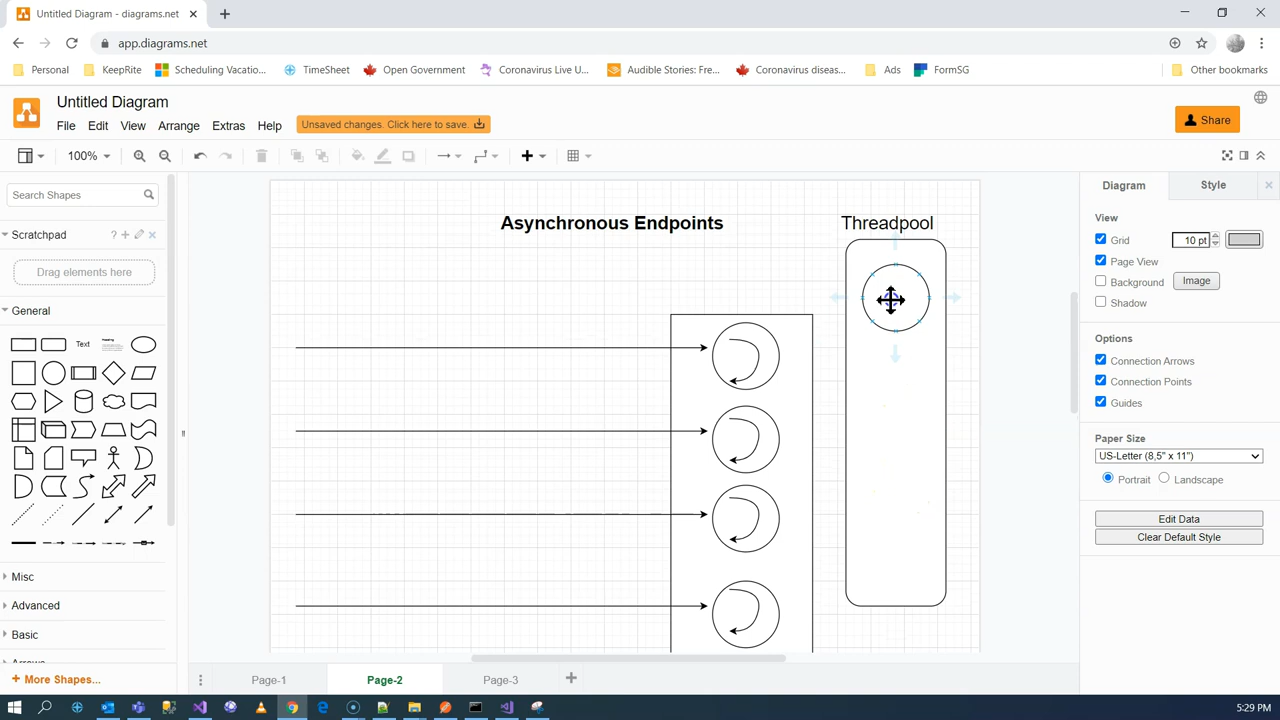 Untitled Diagram - diagrams.net
app.diagrams.net
Personal KeepRite Scheduling Vacatio... TimeSheet Open Government Coronavirus Live U... Audible Stories: Fre... Coronavirus diseas... Ads FormSG Other bookmarks
Untitled Diagram
File Edit View Arrange Extras Help Unsaved changes. Click here to save. Share
100%
Search Shapes
Scratchpad ?
Drag elements here
General
Text
Heading
Misc
Advanced
Basic
Arrows
+ More Shapes...
Asynchronous Endpoints Threadpool
Page-1 Page-2 Page-3
Diagram Style
View
Grid 10 pt
Page View
Background Image
Shadow
Options
Connection Arrows
Connection Points
Guides
Paper Size
US-Letter (8,5" x 11")
Portrait Landscape
Edit Data
Clear Default Style
5:29 PM